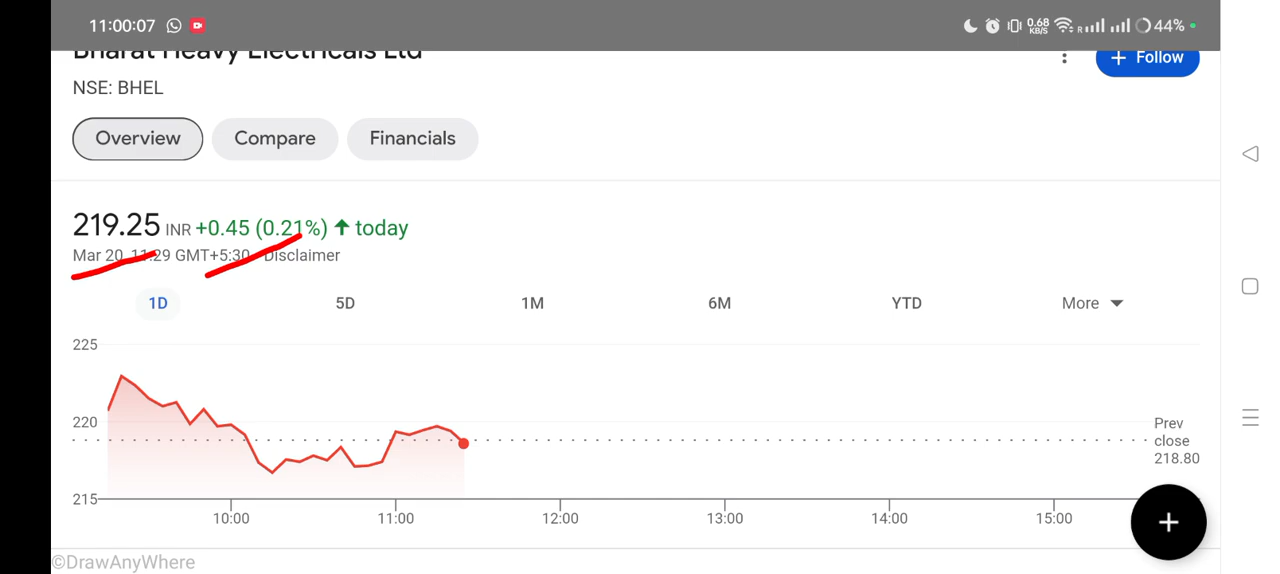 11:00:07 0.68 KB/S R 44%
Bharat Heavy Electricals Ltd
+ Follow
NSE: BHEL
Overview Compare Financials
219.25 INR +0.45 (0.21%) ↑ today
Mar 20, 11:29 GMT+5:30 Disclaimer
1D 5D 1M 6M YTD More
225
220
Prev close 218.80
215
10:00 11:00 12:00 13:00 14:00 15:00
+
©DrawAnyWhere